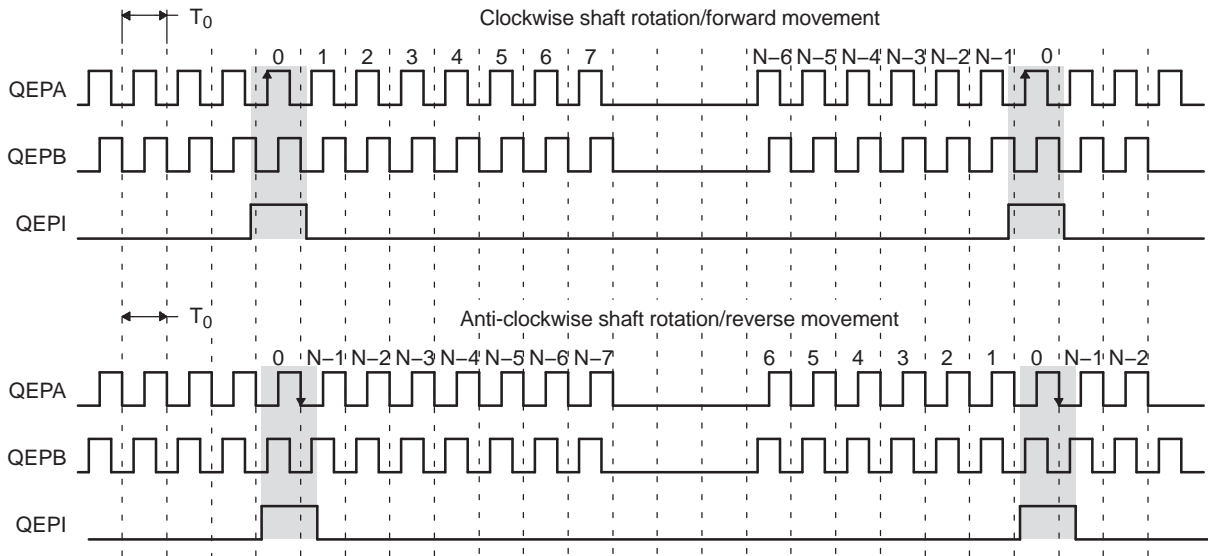 T0 Clockwise shaft rotation/forward movement
0 1 2 3 4 5 6 7 N–6 N–5 N–4 N–3 N–2 N–1 0
QEPA
QEPB
QEPI
T0 Anti-clockwise shaft rotation/reverse movement
0 N–1 N–2 N–3 N–4 N–5 N–6 N–7 6 5 4 3 2 1 0 N–1 N–2
QEPA
QEPB
QEPI